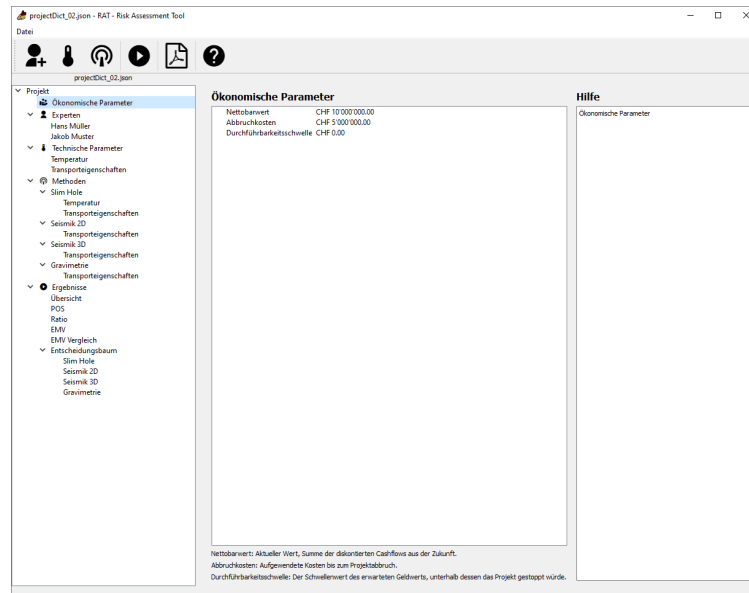 projectDict_02.json - RAT - Risk Assessment Tool
Datei
projectDict_02.json
Projekt
Ökonomische Parameter
Experten
Hans Müller
Jakob Muster
Technische Parameter
Temperatur
Transporteigenschaften
Methoden
Slim Hole
Temperatur
Transporteigenschaften
Seismik 2D
Transporteigenschaften
Seismik 3D
Transporteigenschaften
Gravimetrie
Transporteigenschaften
Ergebnisse
Übersicht
POS
Ratio
EMV
EMV Vergleich
Entscheidungsbaum
Slim Hole
Seismik 2D
Seismik 3D
Gravimetrie
Ökonomische Parameter
Nettobarwert CHF 10'000'000.00
Abbruchkosten CHF 5'000'000.00
Durchführbarkeitsschwelle CHF 0.00
Nettobarwert: Aktueller Wert, Summe der diskontierten Cashflows aus der Zukunft.
Abbruchkosten: Aufgewendete Kosten bis zum Projektabbruch.
Durchführbarkeitsschwelle: Der Schwellenwert des erwarteten Geldwerts, unterhalb dessen das Projekt gestoppt würde.
Hilfe
Ökonomische Parameter